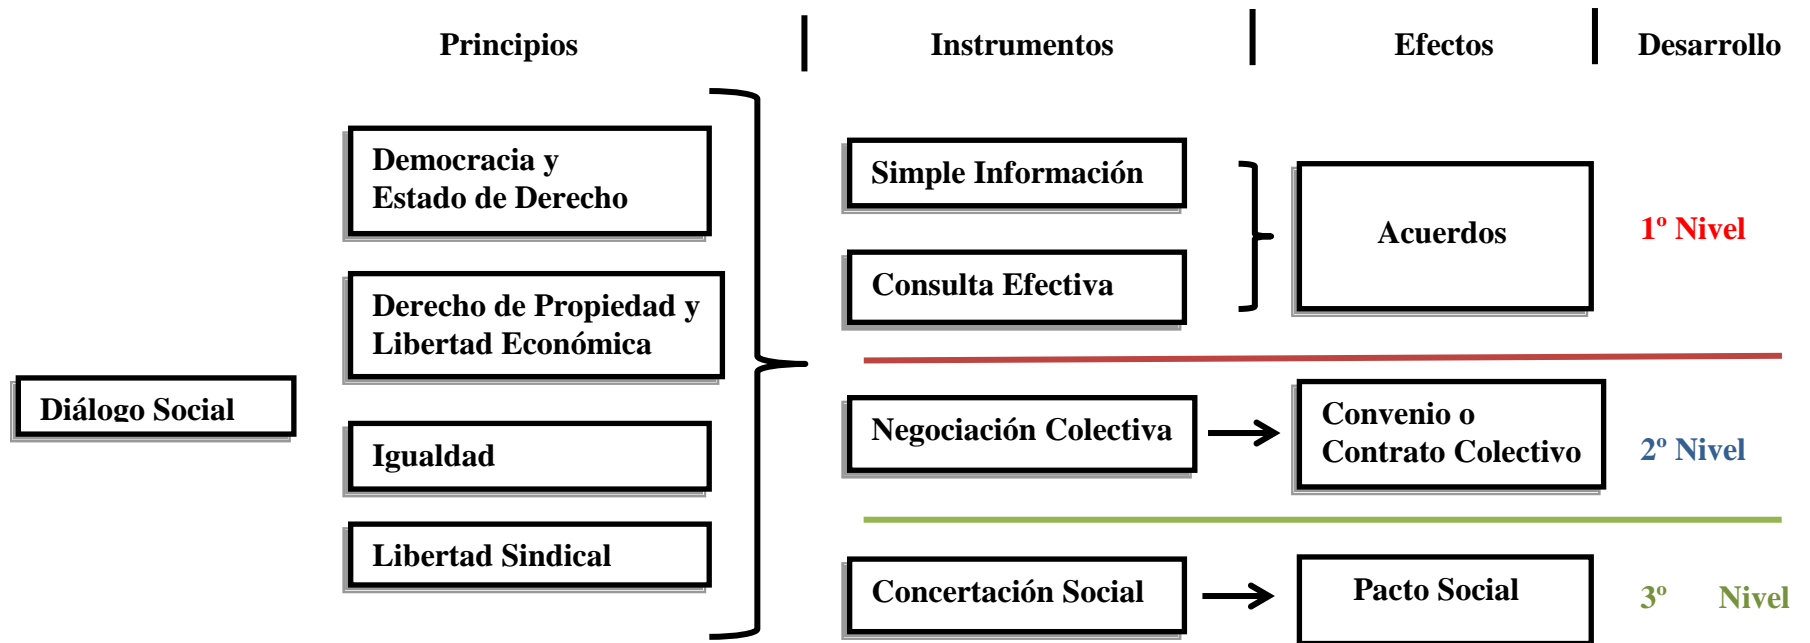 Principios
Instrumentos
Efectos
Desarrollo
Diálogo Social
Democracia y
Estado de Derecho
Derecho de Propiedad y
Libertad Económica
Igualdad
Libertad Sindical
Simple Información
Consulta Efectiva
Acuerdos
1º Nivel
Negociación Colectiva
Convenio o
Contrato Colectivo
2º Nivel
Concertación Social
Pacto Social
3º Nivel